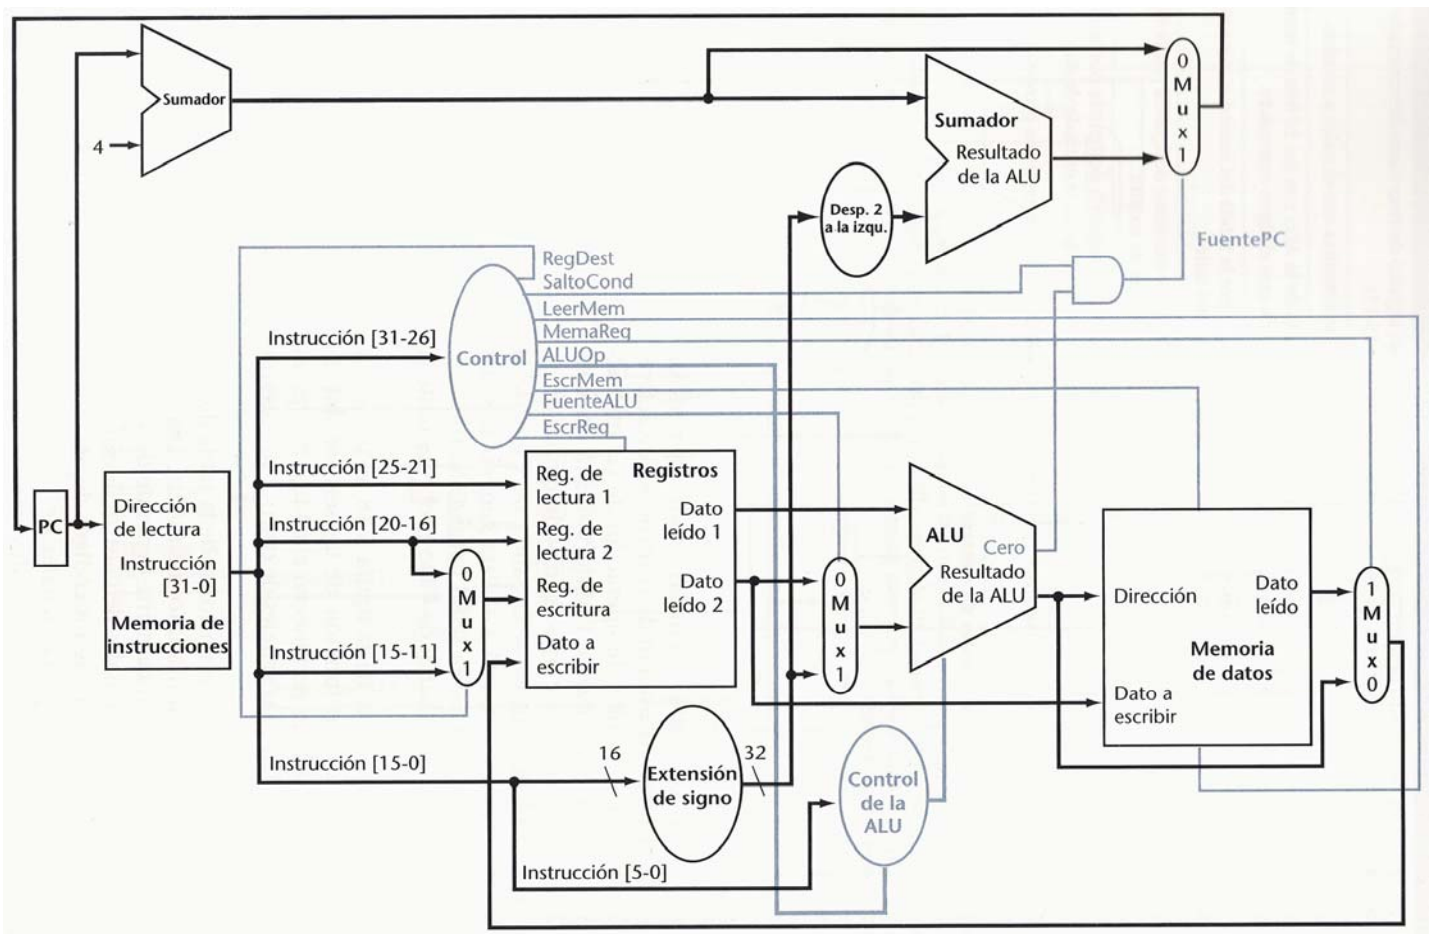 0
M
u
x
1
Sumador
4
Sumador
Resultado
de la ALU
Desp. 2
a la izqu.
FuentePC
RegDest
SaltoCond
LeerMem
MemaReq
ALUOp
EscrMem
FuenteALU
EscrReq
Control
Instrucción [31-26]
Instrucción [25-21]
Instrucción [20-16]
Instrucción [15-11]
Instrucción [15-0]
Instrucción [5-0]
PC
Dirección
de lectura
Instrucción
[31-0]
Memoria de
instrucciones
0
M
u
x
1
Registros
Reg. de
lectura 1
Reg. de
lectura 2
Reg. de
escritura
Dato a
escribir
Dato
leído 1
Dato
leído 2
0
M
u
x
1
ALU
Cero
Resultado
de la ALU
Dirección
Dato
leído
Memoria
de datos
Dato a
escribir
1
M
u
x
0
16
Extensión
de signo
32
Control
de la
ALU